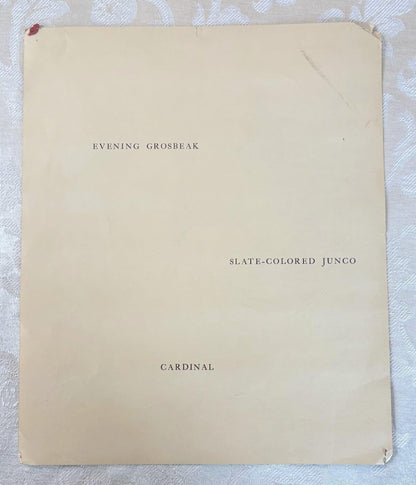 EVENING GROSBEAK
SLATE-COLORED JUNCO
CARDINAL